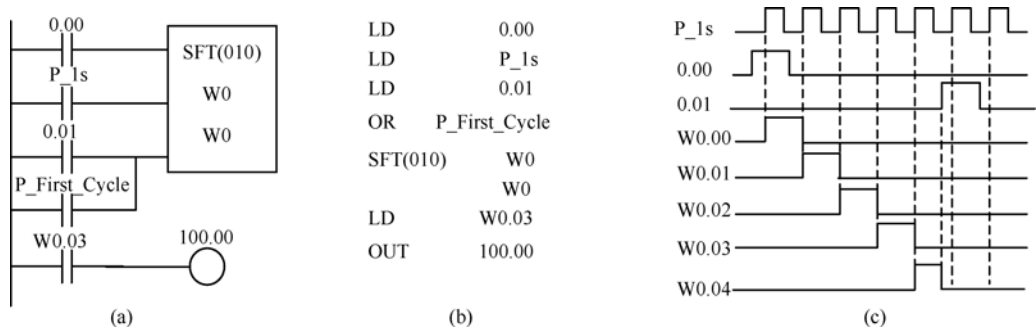 0.00
SFT(010)
P_1s
W0
0.01
W0
P_First_Cycle
W0.03
100.00
(a)
LD 0.00
LD P_1s
LD 0.01
OR P_First_Cycle
SFT(010) W0
W0
LD W0.03
OUT 100.00
(b)
P_1s
0.00
0.01
W0.00
W0.01
W0.02
W0.03
W0.04
(c)